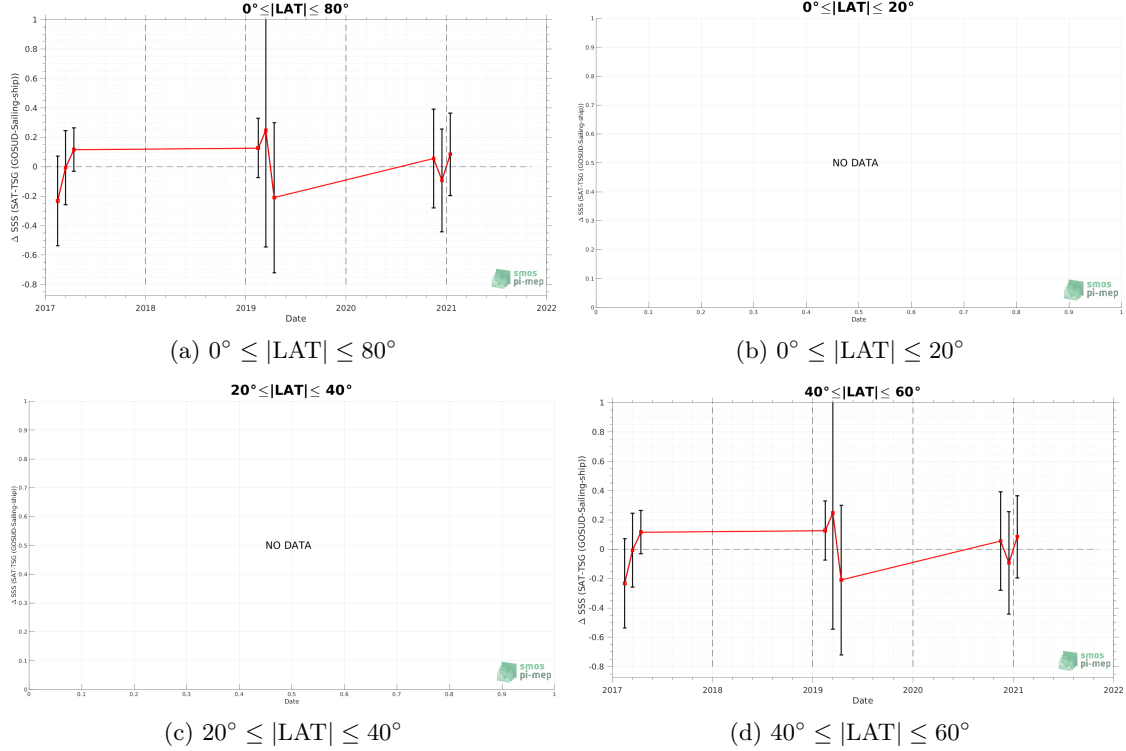 0°≤|LAT|≤ 80°
Δ SSS (SAT-TSG (GOSUD-Sailing-ship))
1
0.8
0.6
0.4
0.2
0
-0.2
-0.4
-0.6
-0.8
2017 2018 2019 2020 2021 2022
Date
smos
pi-mep
(a) 0° ≤ |LAT| ≤ 80°
0°≤|LAT|≤ 20°
Δ SSS (SAT-TSG (GOSUD-Sailing-ship))
1
0.9
0.8
0.7
0.6
0.5
0.4
0.3
0.2
0.1
0
NO DATA
0 0.1 0.2 0.3 0.4 0.5 0.6 0.7 0.8 0.9 1
Date
smos
pi-mep
(b) 0° ≤ |LAT| ≤ 20°
20°≤|LAT|≤ 40°
Δ SSS (SAT-TSG (GOSUD-Sailing-ship))
1
0.9
0.8
0.7
0.6
0.5
0.4
0.3
0.2
0.1
0
NO DATA
0 0.1 0.2 0.3 0.4 0.5 0.6 0.7 0.8 0.9 1
Date
smos
pi-mep
(c) 20° ≤ |LAT| ≤ 40°
40°≤|LAT|≤ 60°
Δ SSS (SAT-TSG (GOSUD-Sailing-ship))
1
0.8
0.6
0.4
0.2
0
-0.2
-0.4
-0.6
-0.8
2017 2018 2019 2020 2021 2022
Date
smos
pi-mep
(d) 40° ≤ |LAT| ≤ 60°